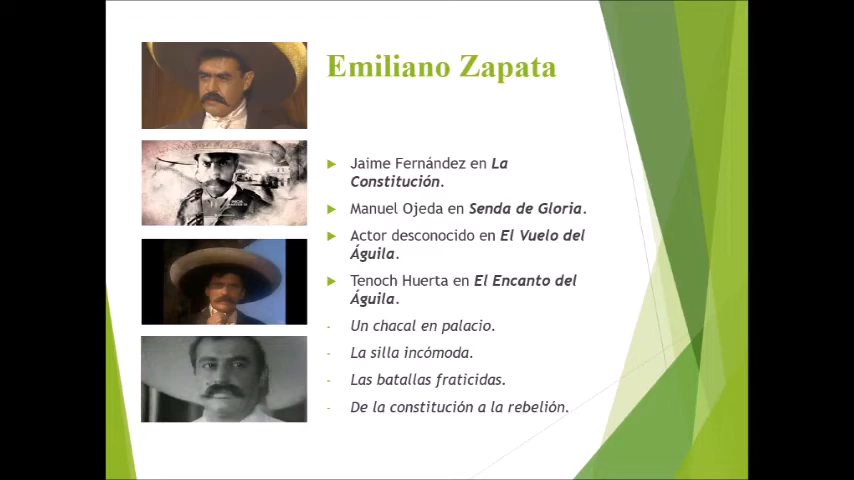 Emiliano Zapata
Jaime Fernández en La
Constitución.
Manuel Ojeda en Senda de Gloria.
Actor desconocido en El Vuelo del
Águila.
Tenoch Huerta en El Encanto del
Águila.
- Un chacal en palacio.
- La silla incómoda.
- Las batallas fraticidas.
- De la constitución a la rebelión.